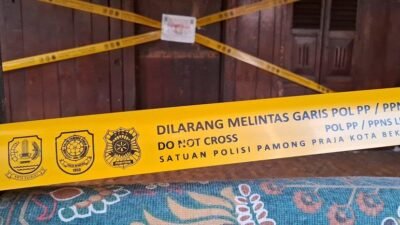 DILARANG MELINTAS GARIS POL PP / PPN
DO NOT CROSS
POL PP / PPNS L
SATUAN POLISI PAMONG PRAJA KOTA BEK